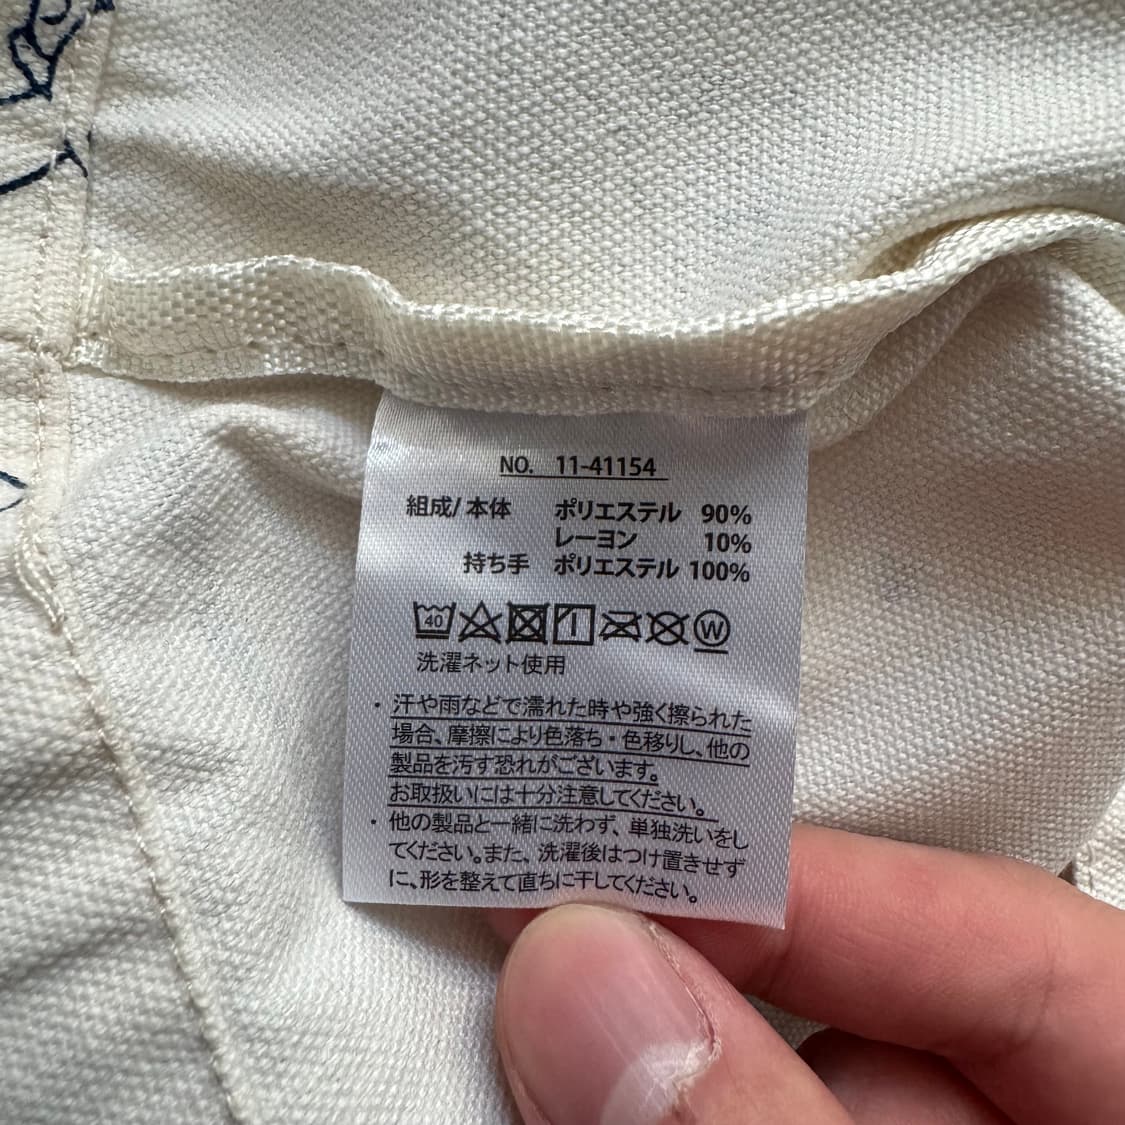 NO. 11-41154
組成/ 本体 ポリエステル 90%
レーヨン 10%
持ち手 ポリエステル 100%
40 W
洗濯ネット使用
・汗や雨などで濡れた時や強く擦られた
場合、摩擦により色落ち・色移りし、他の
製品を汚す恐れがございます。
お取扱いには十分注意してください。
・他の製品と一緒に洗わず、単独洗いをし
てください。また、洗濯後はつけ置きせず
に、形を整えて直ちに干してください。